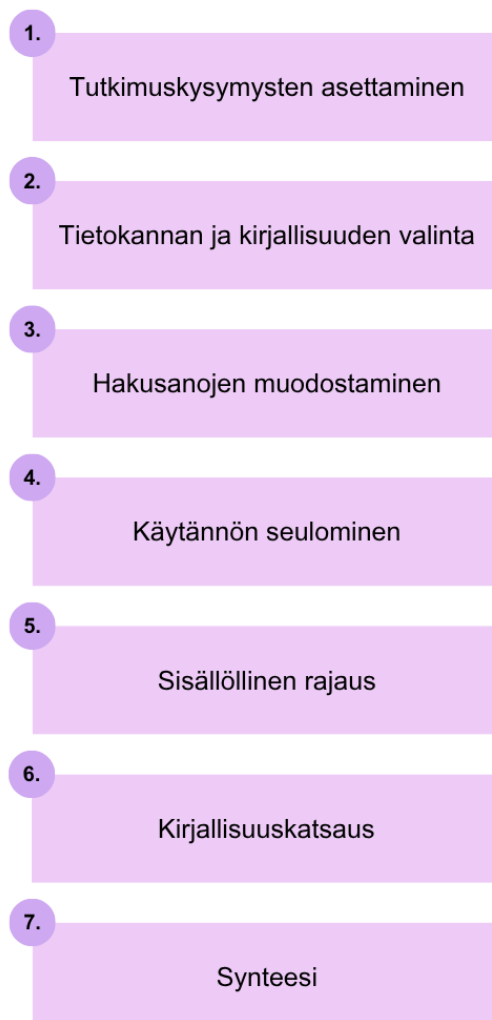 1.
Tutkimuskysymysten asettaminen
2.
Tietokannan ja kirjallisuuden valinta
3.
Hakusanojen muodostaminen
4.
Käytännön seulominen
5.
Sisällöllinen rajaus
6.
Kirjallisuuskatsaus
7.
Synteesi